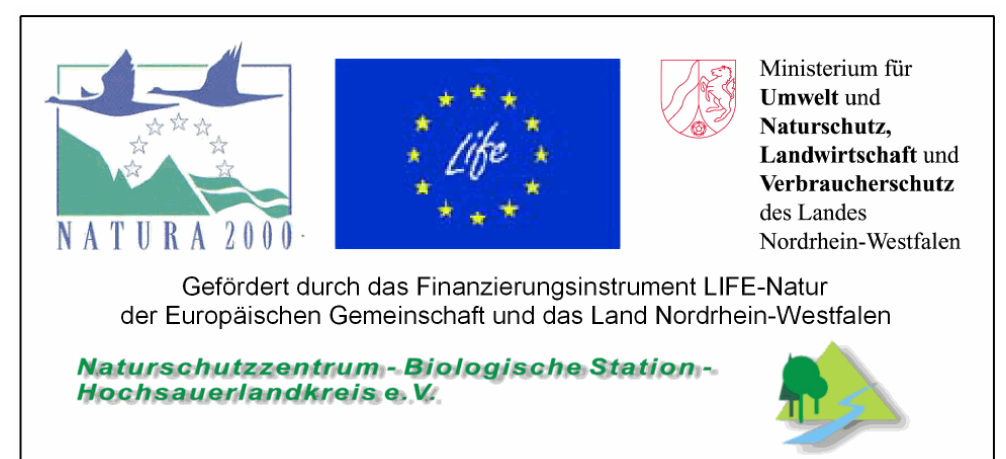 NATURA 2000
Life
Ministerium für
Umwelt und
Naturschutz,
Landwirtschaft und
Verbraucherschutz
des Landes
Nordrhein-Westfalen
Gefördert durch das Finanzierungsinstrument LIFE-Natur
der Europäischen Gemeinschaft und das Land Nordrhein-Westfalen
Naturschutzzentrum - Biologische Station -
Hochsauerlandkreis e.V.